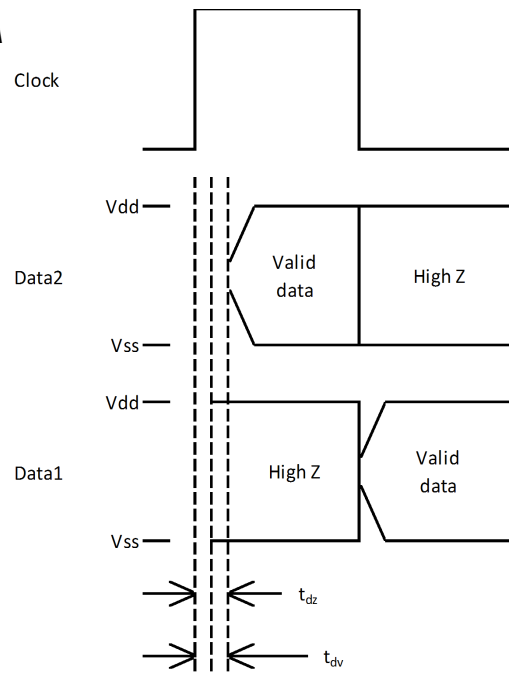 Clock
Vdd
Data2
Valid
data
High Z
Vss
Vdd
Data1
High Z
Valid
data
Vss
tdz
tdv